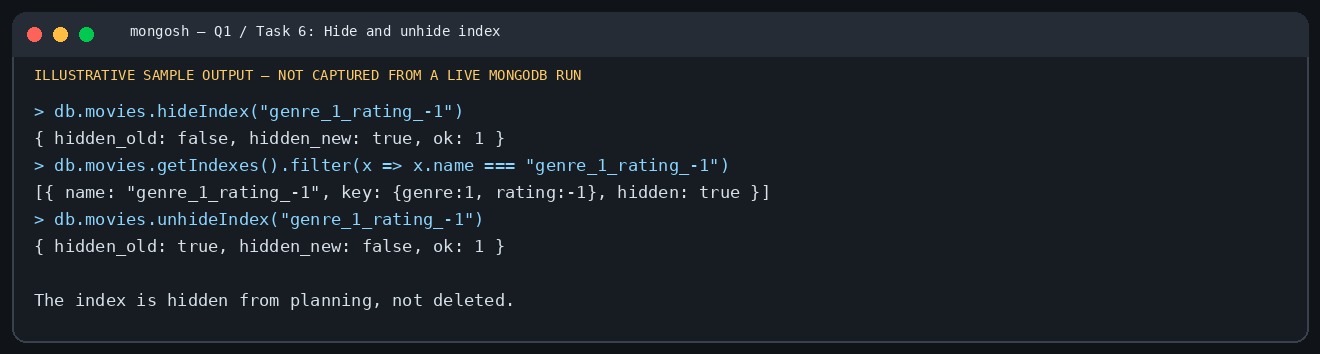 mongosh — Q1 / Task 6: Hide and unhide index
ILLUSTRATIVE SAMPLE OUTPUT — NOT CAPTURED FROM A LIVE MONGODB RUN
> db.movies.hideIndex("genre_1_rating_-1")
{ hidden_old: false, hidden_new: true, ok: 1 }
> db.movies.getIndexes().filter(x => x.name === "genre_1_rating_-1")
[{ name: "genre_1_rating_-1", key: {genre:1, rating:-1}, hidden: true }]
> db.movies.unhideIndex("genre_1_rating_-1")
{ hidden_old: true, hidden_new: false, ok: 1 }
The index is hidden from planning, not deleted.